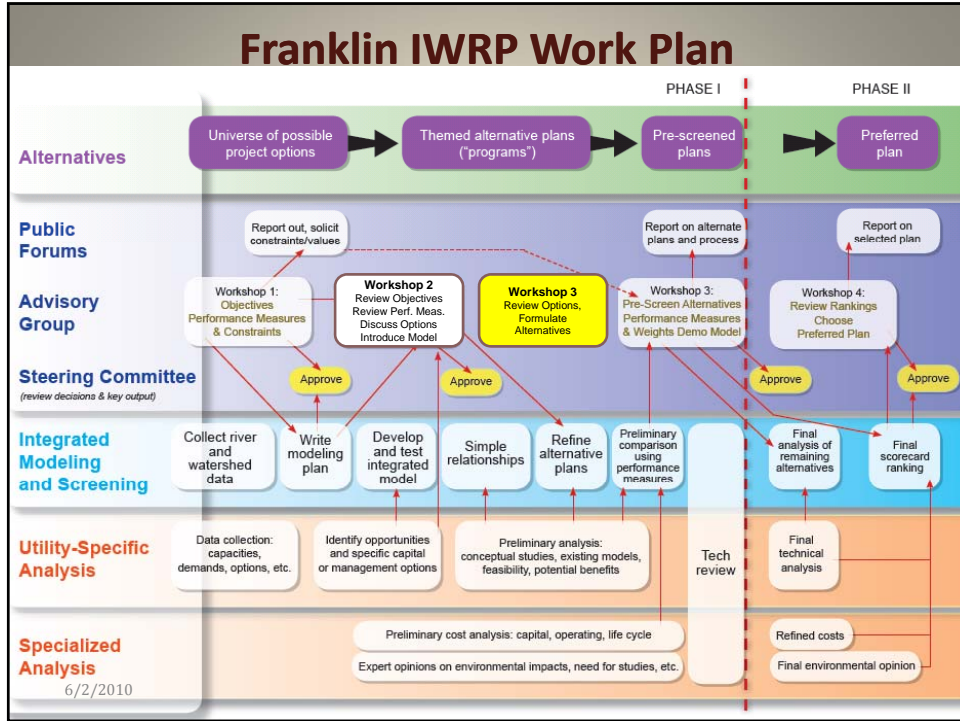 Franklin IWRP Work Plan
PHASE I
PHASE II
Alternatives
Universe of possible
project options
Themed alternative plans
("programs")
Pre-screened
plans
Preferred
plan
Public
Forums
Report out, solicit
constraints/values
Report on alternate
plans and process
Report on
selected plan
Advisory
Group
Workshop 1:
Objectives
Performance Measures
& Constraints
Workshop 2
Review Objectives
Review Perf. Meas.
Discuss Options
Introduce Model
Workshop 3
Review Options,
Formulate
Alternatives
Workshop 3:
Pre-Screen Alternatives
Performance Measures
& Weights Demo Model
Workshop 4:
Review Rankings
Choose
Preferred Plan
Steering Committee
(review decisions & key output)
Approve
Approve
Approve
Approve
Integrated
Modeling
and Screening
Collect river
and
watershed
data
Write
modeling
plan
Develop
and test
integrated
model
Simple
relationships
Refine
alternative
plans
Preliminary
comparison
using
performance
measures
Final
analysis of
remaining
alternatives
Final
scorecard
ranking
Utility-Specific
Analysis
Data collection:
capacities,
demands, options, etc.
Identify opportunities
and specific capital
or management options
Preliminary analysis:
conceptual studies, existing models,
feasibility, potential benefits
Tech
review
Final
technical
analysis
Specialized
Analysis
Preliminary cost analysis: capital, operating, life cycle
Expert opinions on environmental impacts, need for studies, etc.
Refined costs
Final environmental opinion
6/2/2010